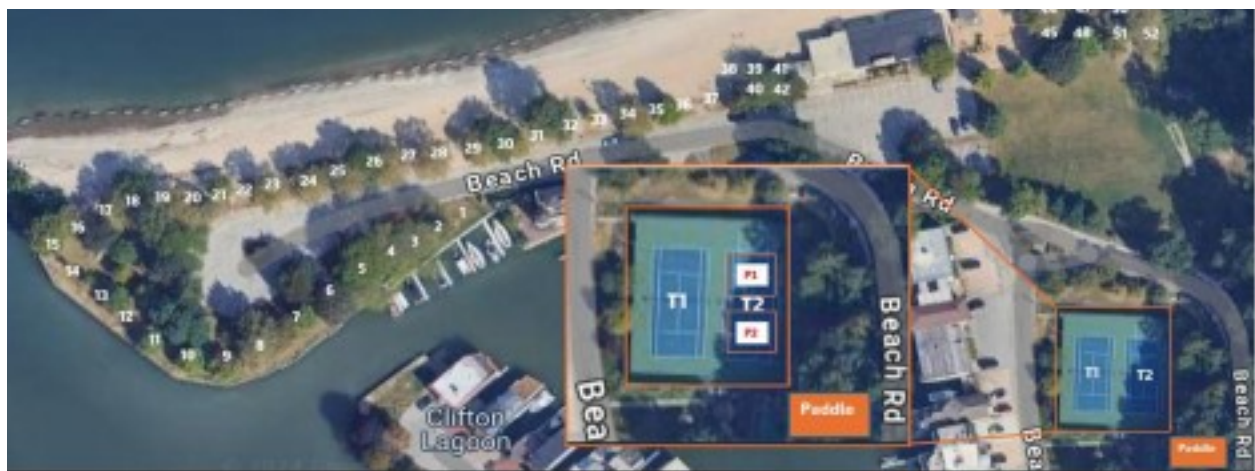 45 48 51 52
38 39 41
40 42
15 16 17 18 19 20 21 22 23 24 25 26 27 28 29 30 31 32 33 34 35 36 37
14 13 12 11 10 9 8 7 6 5 4 3 2 1
Beach Rd
Rd
P1
T1 T2
P2
Paddle
Bea
Beach Rd
Clifton
Lagoon
T1 T2
Paddle
Bea
Beach Rd